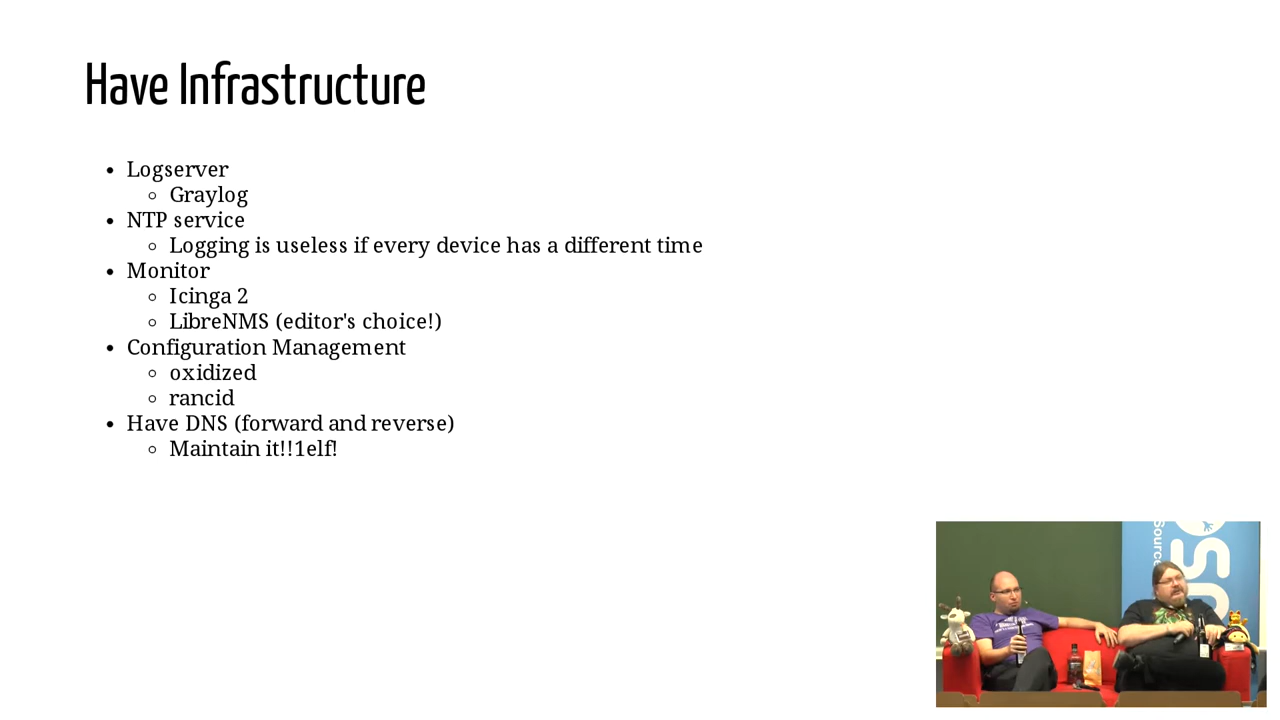 Have Infrastructure
Logserver
Graylog
NTP service
Logging is useless if every device has a different time
Monitor
Icinga 2
LibreNMS (editor's choice!)
Configuration Management
oxidized
rancid
Have DNS (forward and reverse)
Maintain it!!1elf!
Source